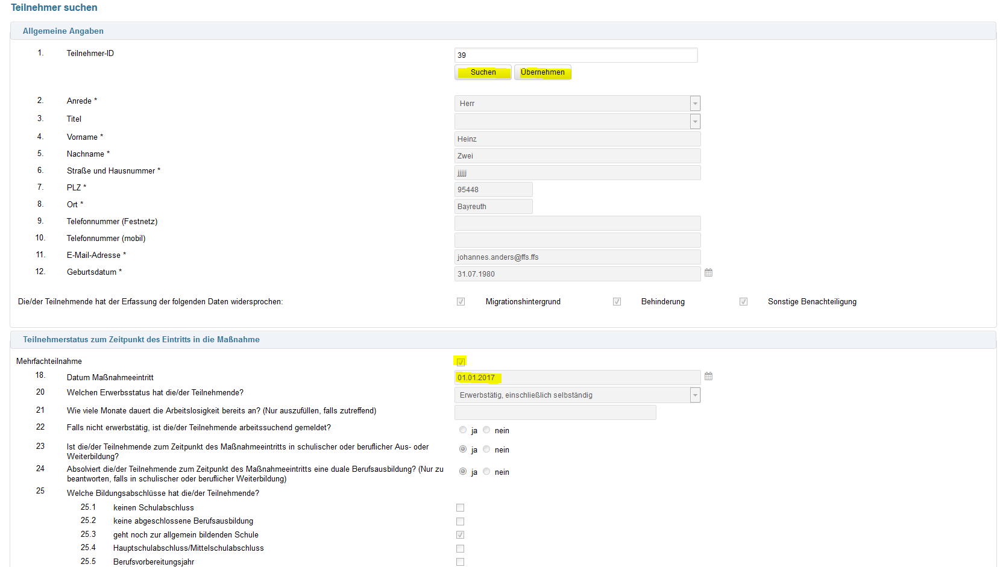 Teilnehmer suchen
Allgemeine Angaben
1. Teilnehmer-ID 39
Suchen Übernehmen
2. Anrede * Herr
3. Titel
4. Vorname * Heinz
5. Nachname * Zwei
6. Straße und Hausnummer * jjjjj
7. PLZ * 95448
8. Ort * Bayreuth
9. Telefonnummer (Festnetz)
10. Telefonnummer (mobil)
11. E-Mail-Adresse * johannes.anders@ffs.ffs
12. Geburtsdatum * 31.07.1980
Die/der Teilnehmende hat der Erfassung der folgenden Daten widersprochen: Migrationshintergrund Behinderung Sonstige Benachteiligung
Teilnehmerstatus zum Zeitpunkt des Eintritts in die Maßnahme
Mehrfachteilnahme
18. Datum Maßnahmeeintritt 01.01.2017
20 Welchen Erwerbsstatus hat die/der Teilnehmende? Erwerbstätig, einschließlich selbständig
21 Wie viele Monate dauert die Arbeitslosigkeit bereits an? (Nur auszufüllen, falls zutreffend)
22 Falls nicht erwerbstätig, ist die/der Teilnehmende arbeitssuchend gemeldet? ja nein
23 Ist die/der Teilnehmende zum Zeitpunkt des Maßnahmeeintritts in schulischer oder beruflicher Aus- oder ja nein
Weiterbildung?
24 Absolviert die/der Teilnehmende zum Zeitpunkt des Maßnahmeeintritts eine duale Berufsausbildung? (Nur zu ja nein
beantworten, falls in schulischer oder beruflicher Weiterbildung)
25 Welche Bildungsabschlüsse hat die/der Teilnehmende?
25.1 keinen Schulabschluss
25.2 keine abgeschlossene Berufsausbildung
25.3 geht noch zur allgemein bildenden Schule
25.4 Hauptschulabschluss/Mittelschulabschluss
25.5 Berufsvorbereitungsjahr